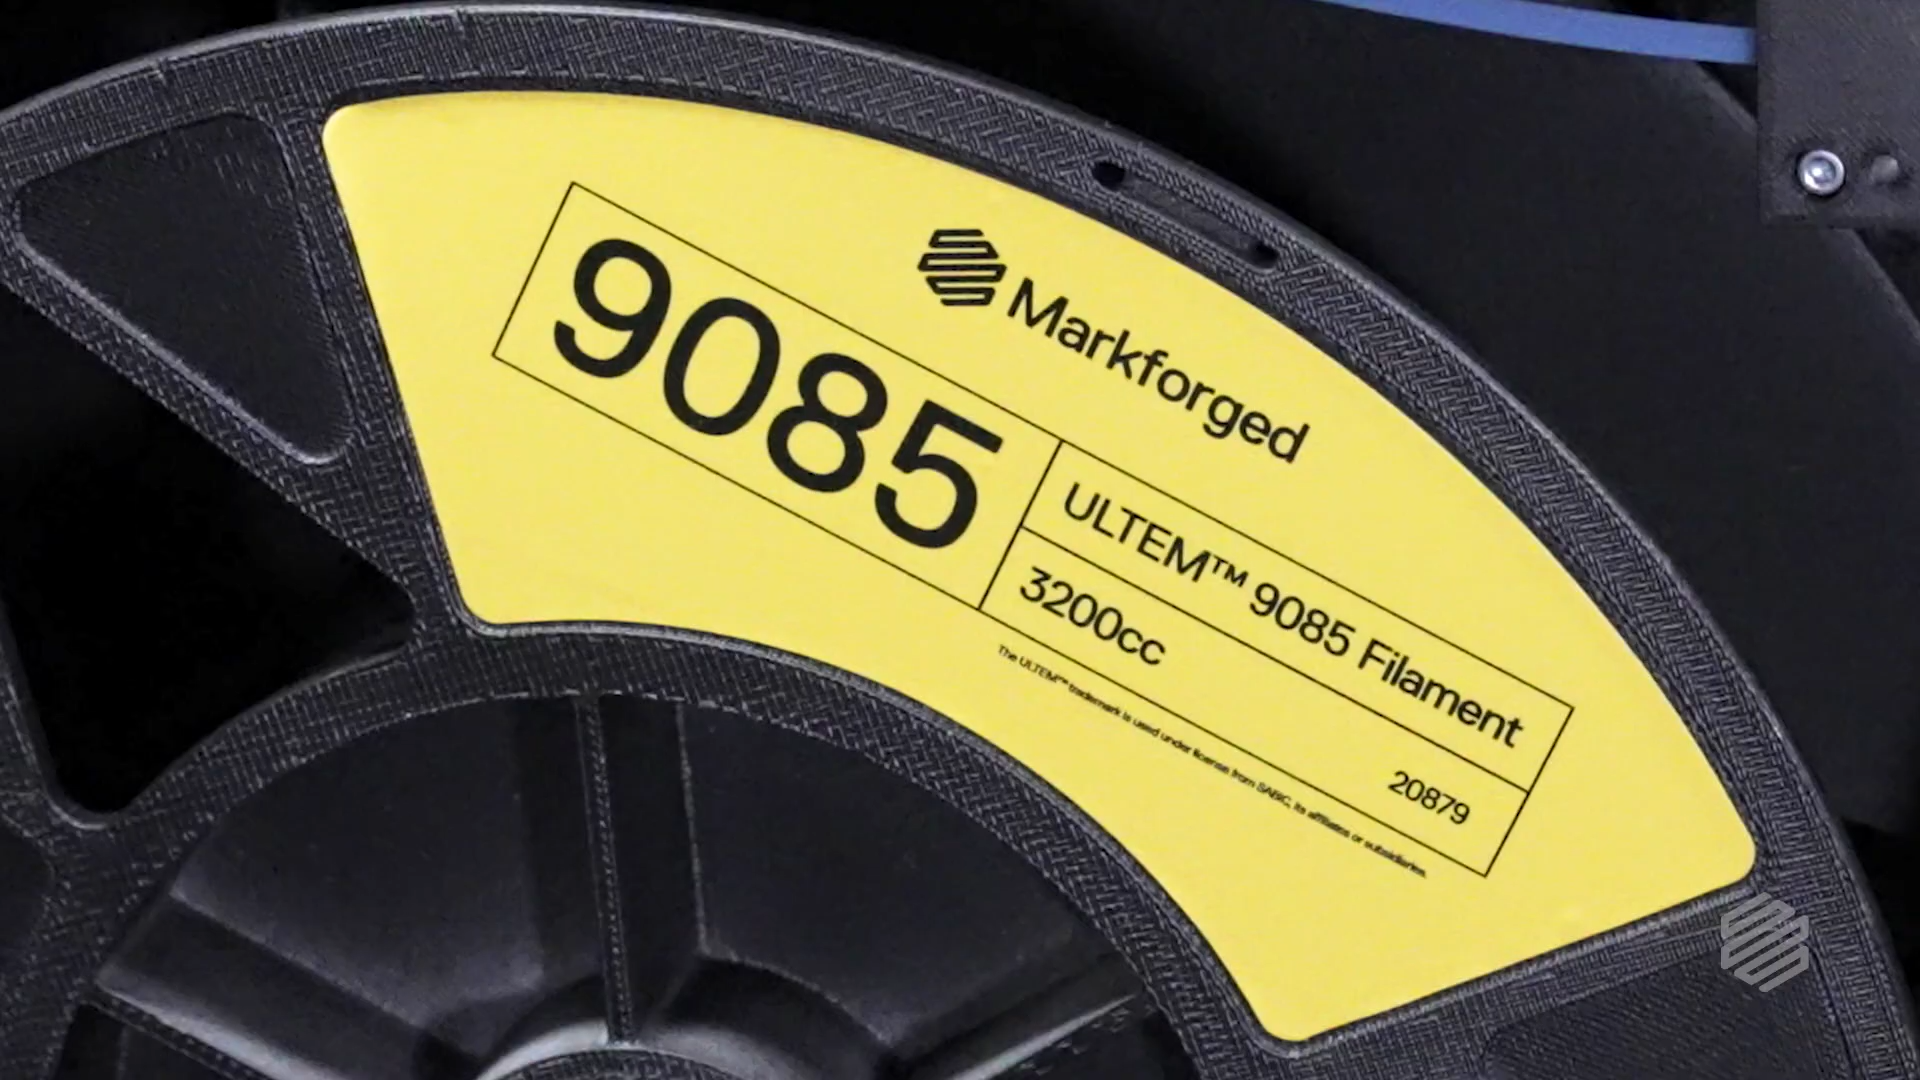 Markforged
9085
ULTEM™ 9085 Filament
3200cc
20879
The ULTEM™ trademark is used under license from SABIC, its affiliates or subsidiaries.